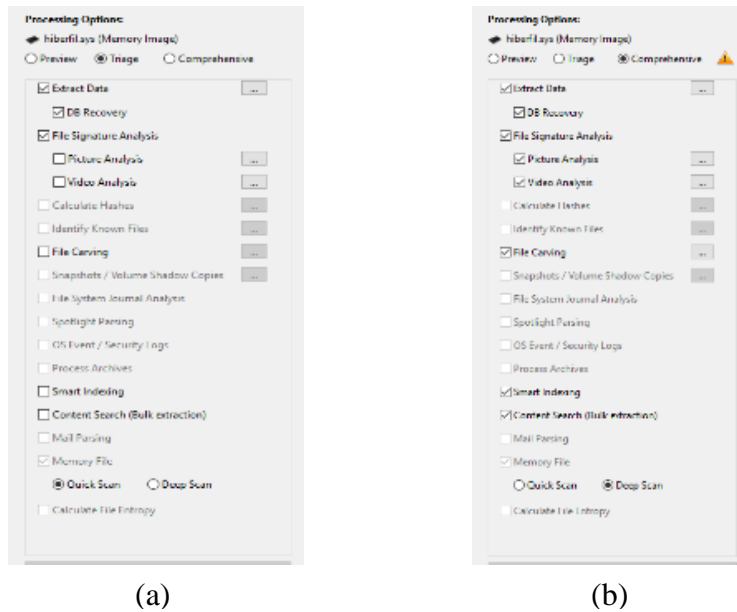 Processing Options:
hiberfil.sys (Memory Image)
Preview Triage Comprehensive
Extract Data ...
DB Recovery
File Signature Analysis
Picture Analysis ...
Video Analysis ...
Calculate Hashes ...
Identify Known Files ...
File Carving ...
Snapshots / Volume Shadow Copies ...
File System Journal Analysis
Spotlight Parsing
OS Event / Security Logs
Process Archives
Smart Indexing
Content Search (Bulk extraction)
Mail Parsing
Memory File
Quick Scan Deep Scan
Calculate File Entropy
(a)
Processing Options:
hiberfil.sys (Memory Image)
Preview Triage Comprehensive
Extract Data ...
DB Recovery
File Signature Analysis
Picture Analysis ...
Video Analysis ...
Calculate Hashes ...
Identify Known Files ...
File Carving ...
Snapshots / Volume Shadow Copies ...
File System Journal Analysis
Spotlight Parsing
OS Event / Security Logs
Process Archives
Smart Indexing
Content Search (Bulk extraction)
Mail Parsing
Memory File
Quick Scan Deep Scan
Calculate File Entropy
(b)